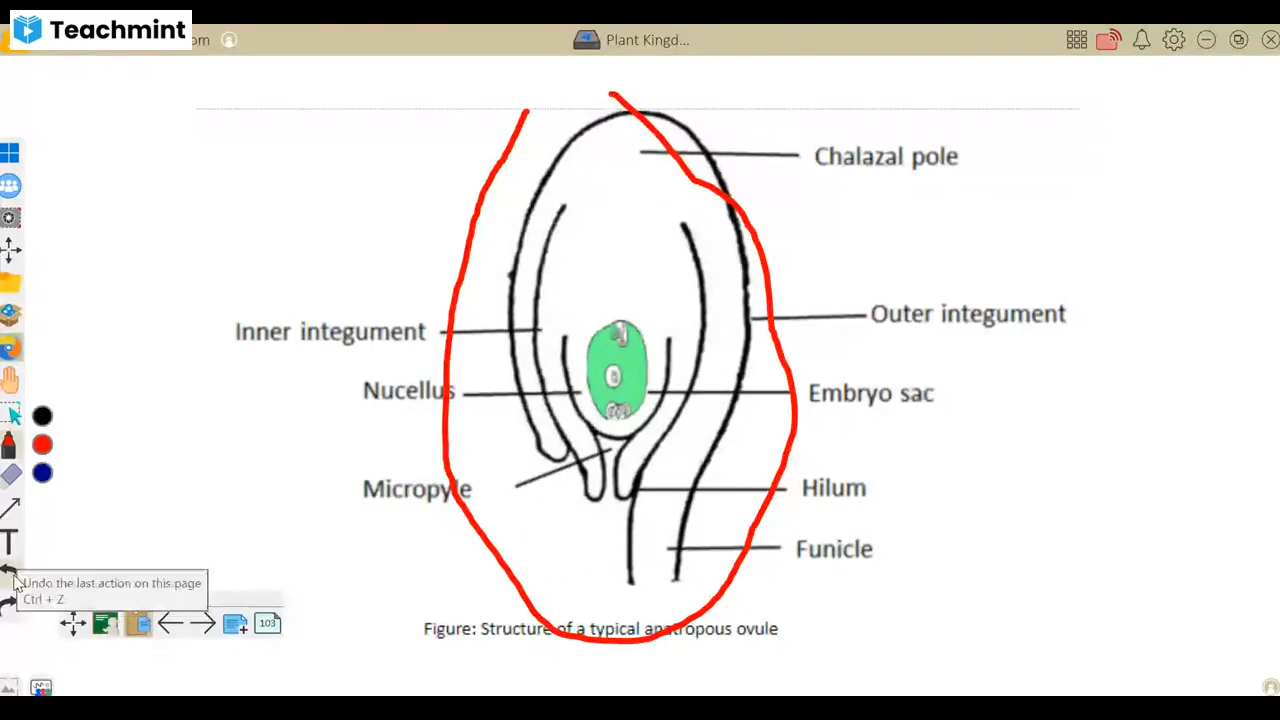 Teachmint
om
Plant Kingd...
Chalazal pole
Outer integument
Inner integument
Nucellus
Embryo sac
Micropyle
Hilum
Funicle
Undo the last action on this page
Ctrl + Z
103
Figure: Structure of a typical anatropous ovule